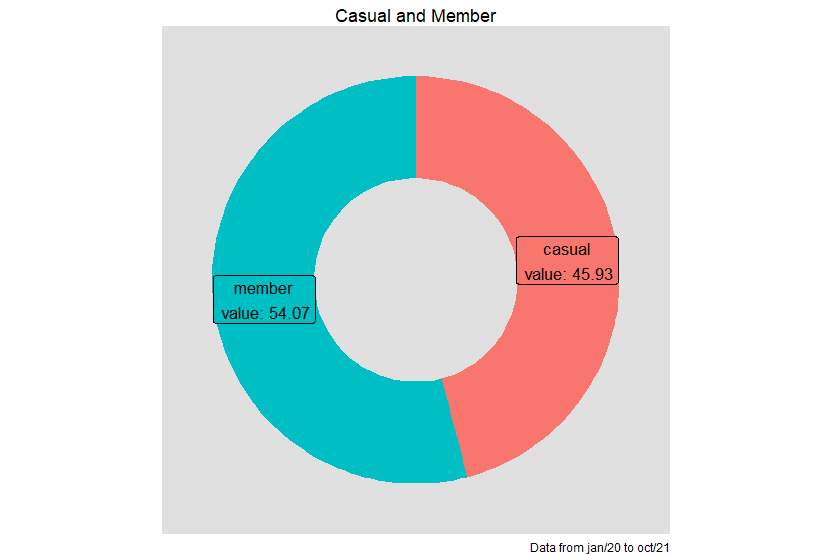 Casual and Member
casual
value: 45.93
member
value: 54.07
Data from jan/20 to oct/21